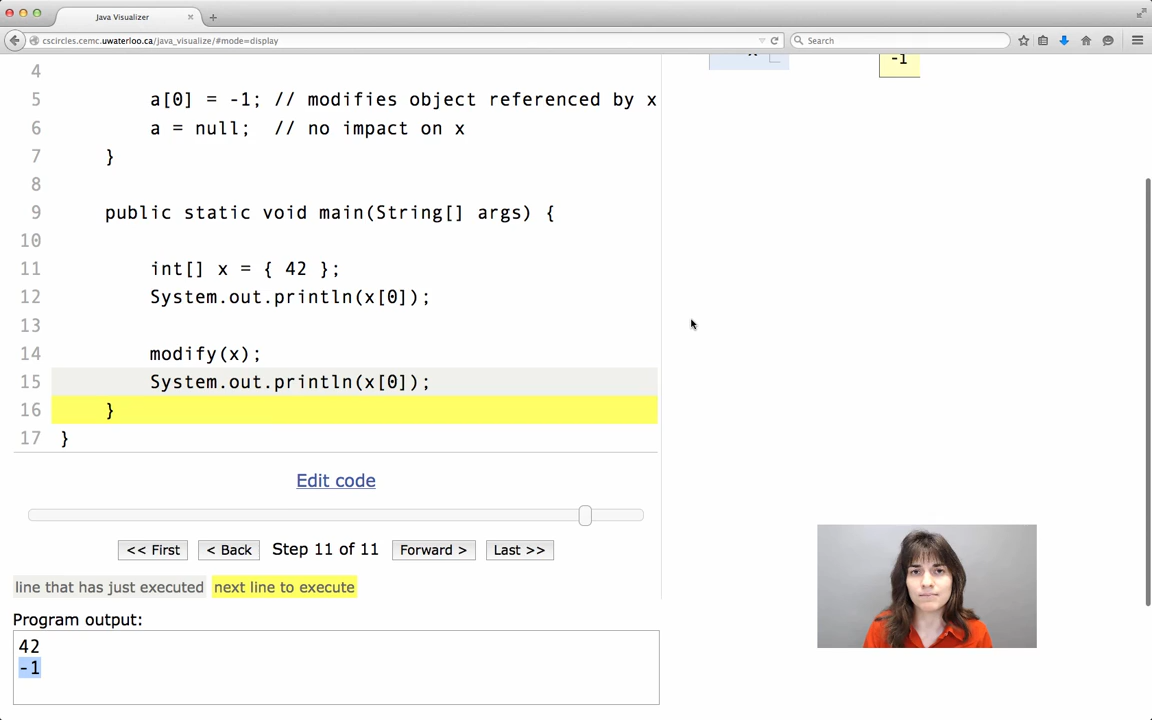 Java Visualizer
cscircles.cemc.uwaterloo.ca/java_visualize/#mode=display
Search
4
5 a[0] = -1; // modifies object referenced by x
6 a = null; // no impact on x
7 }
8
9 public static void main(String[] args) {
10
11 int[] x = { 42 };
12 System.out.println(x[0]);
13
14 modify(x);
15 System.out.println(x[0]);
16 }
17 }
-1
Edit code
<< First < Back Step 11 of 11 Forward > Last >>
line that has just executed next line to execute
Program output:
42
-1